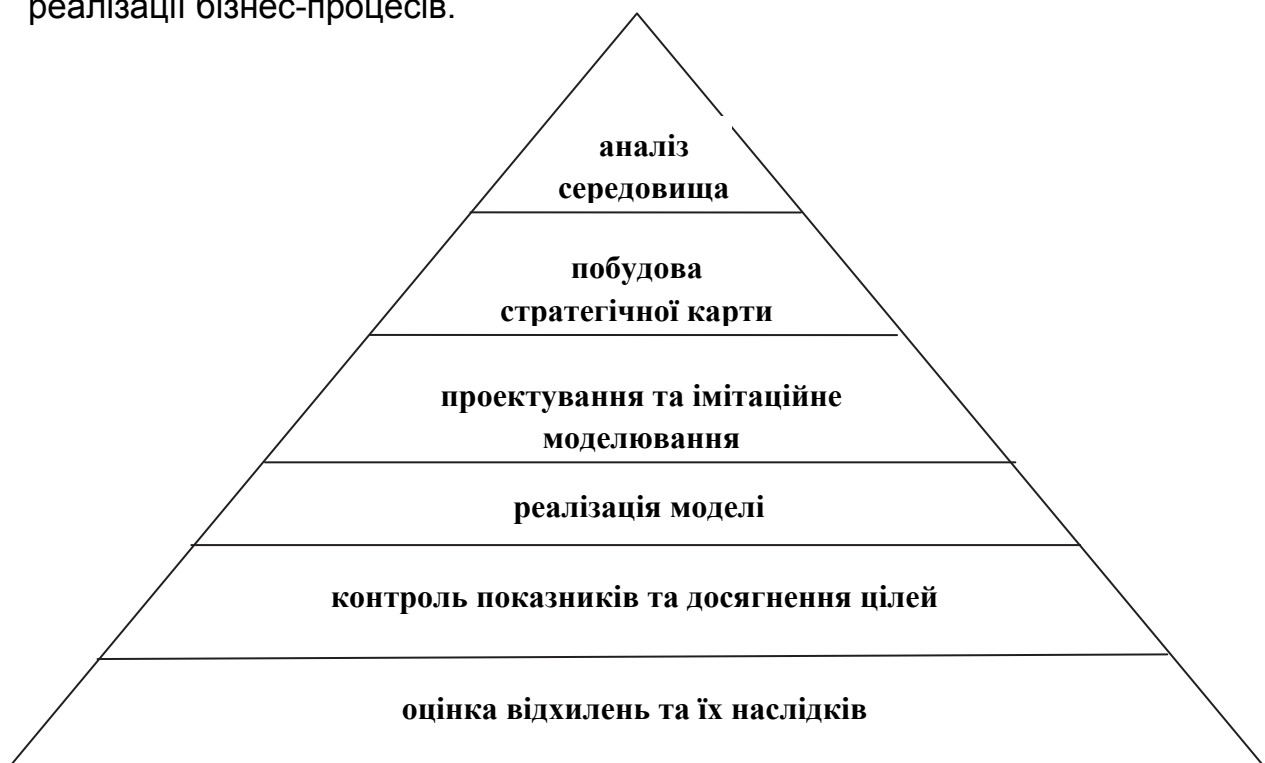 реалізації бізнес-процесів.
аналіз
середовища
побудова
стратегічної карти
проектування та імітаційне
моделювання
реалізація моделі
контроль показників та досягнення цілей
оцінка відхилень та їх наслідків